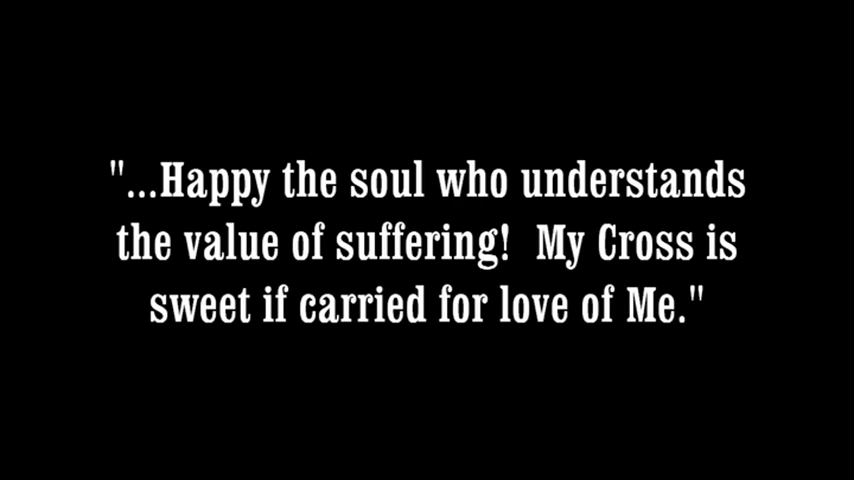 "...Happy the soul who understands
the value of suffering!  My Cross is
sweet if carried for love of Me."